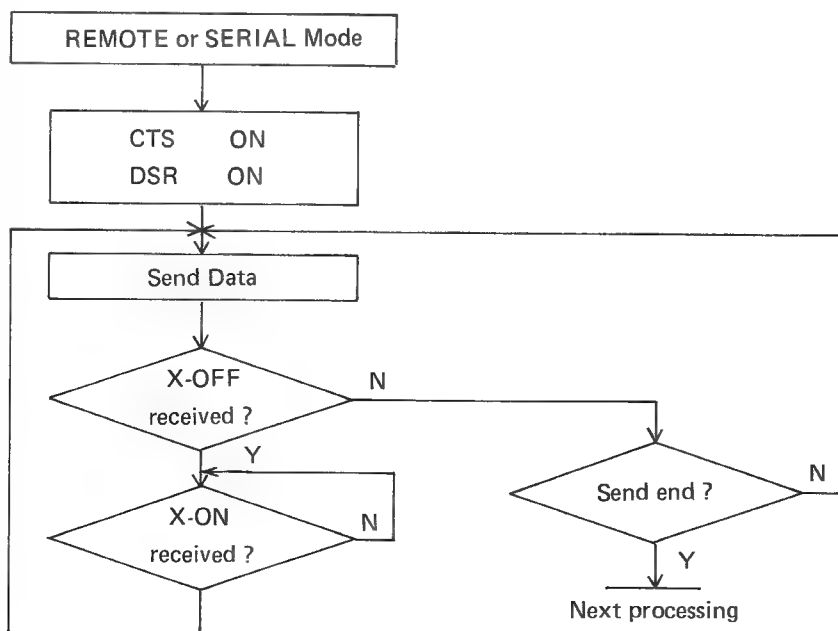 REMOTE or SERIAL Mode
CTS ON
DSR ON
Send Data
X-OFF
received ?
N
Y
X-ON
received ?
N
Send end ?
N
Y
Next processing